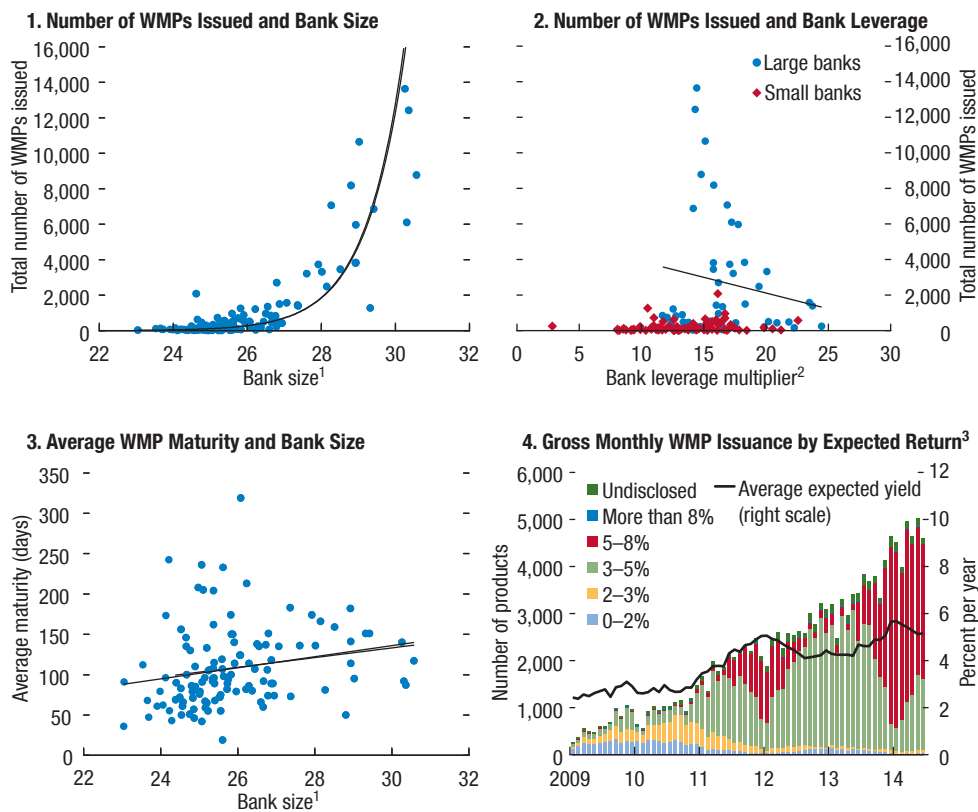 1. Number of WMPs Issued and Bank Size
16,000
14,000
12,000
10,000
8,000
6,000
4,000
2,000
0
Total number of WMPs issued
22 24 26 28 30 32
Bank size1
2. Number of WMPs Issued and Bank Leverage
Large banks
Small banks
16,000
14,000
12,000
10,000
8,000
6,000
4,000
2,000
0
Total number of WMPs issued
0 5 10 15 20 25 30
Bank leverage multiplier2
3. Average WMP Maturity and Bank Size
350
300
250
200
150
100
50
0
Average maturity (days)
22 24 26 28 30 32
Bank size1
4. Gross Monthly WMP Issuance by Expected Return3
6,000
5,000
4,000
3,000
2,000
1,000
0
Number of products
Undisclosed
More than 8%
5–8%
3–5%
2–3%
0–2%
Average expected yield
(right scale)
12
10
8
6
4
2
0
Percent per year
2009 10 11 12 13 14